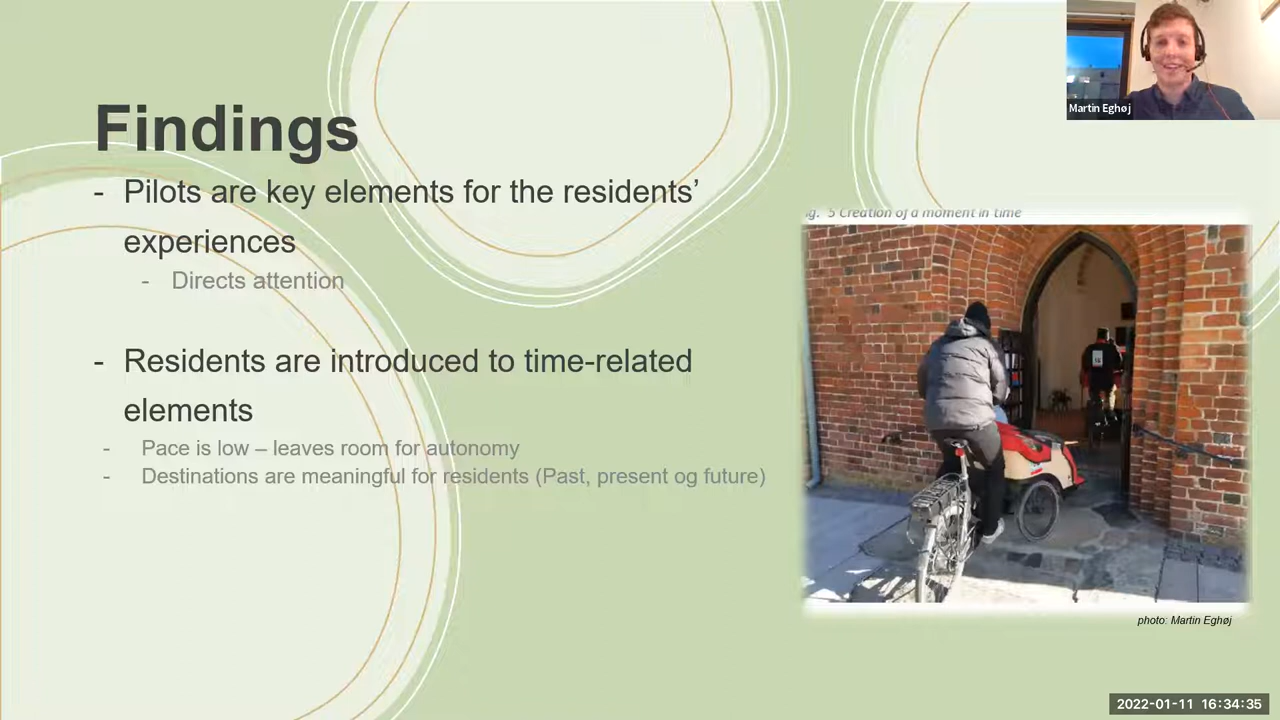 Martin Eghøj
Findings
- Pilots are key elements for the residents’
experiences
- Directs attention
- Residents are introduced to time-related
elements
- Pace is low – leaves room for autonomy
- Destinations are meaningful for residents (Past, present og future)
5 Creation of a moment in time
photo: Martin Eghøj
2022-01-11 16:34:35